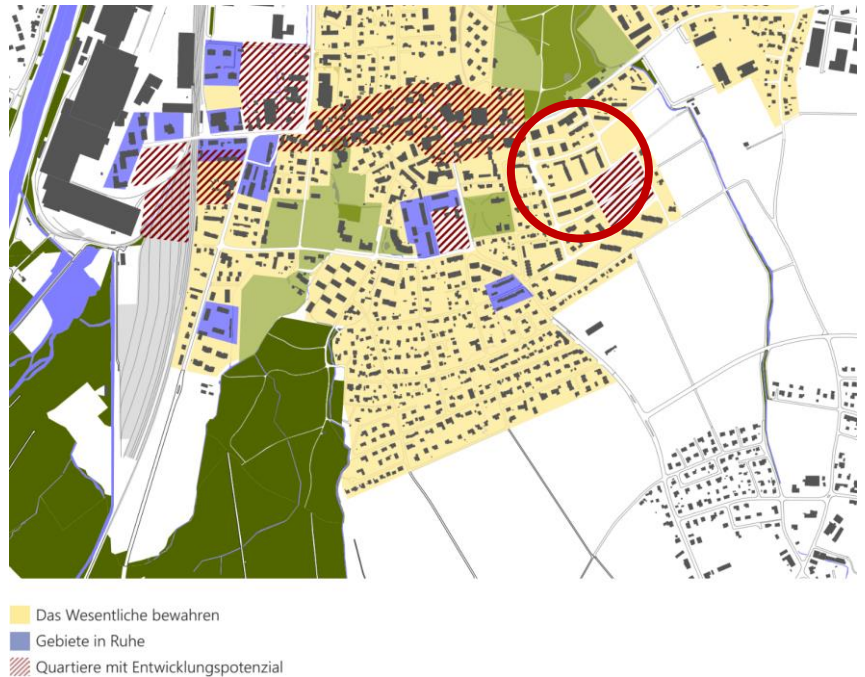 Das Wesentliche bewahren
Gebiete in Ruhe
Quartiere mit Entwicklungspotenzial